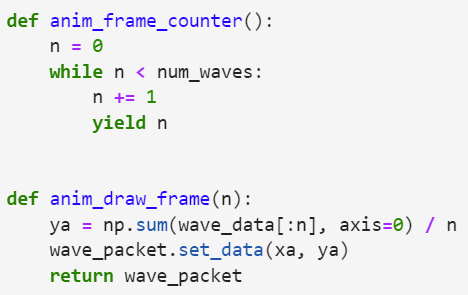 def anim_frame_counter():
    n = 0
    while n < num_waves:
        n += 1
        yield n
def anim_draw_frame(n):
    ya = np.sum(wave_data[:n], axis=0) / n
    wave_packet.set_data(xa, ya)
    return wave_packet